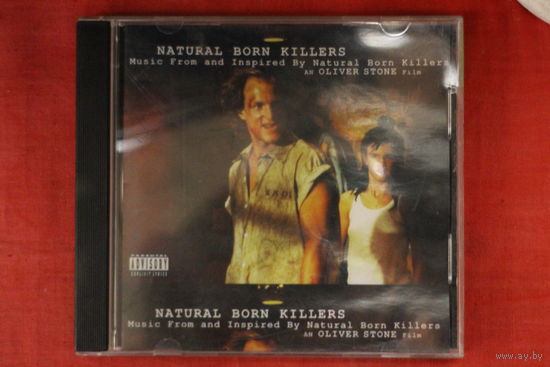 NATURAL BORN KILLERS
Music From and Inspired By Natural Born Killers
AN OLIVER STONE Film
PARENTAL
ADVISORY
EXPLICIT LYRICS
NATURAL BORN KILLERS
Music From and Inspired By Natural Born Killers
AN OLIVER STONE Film
www.ay.by